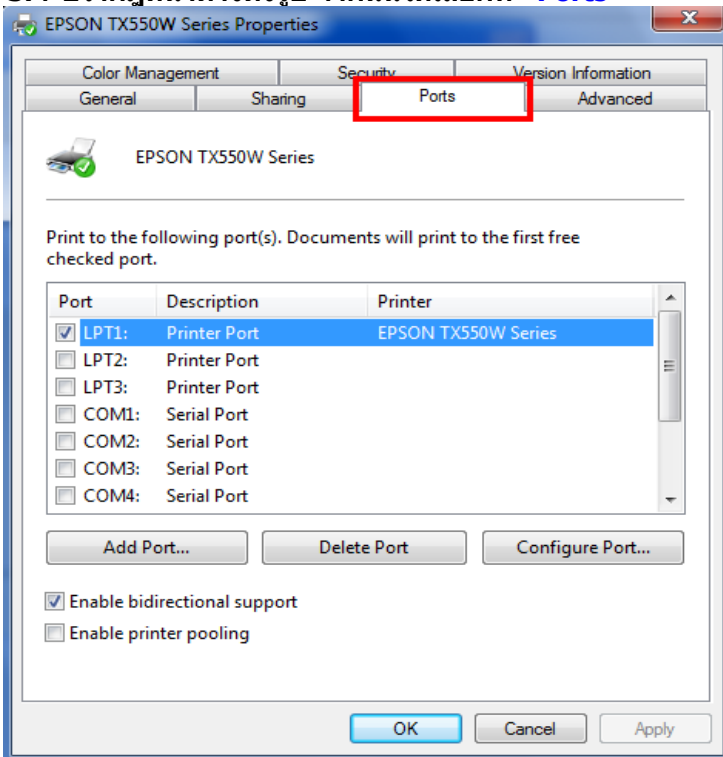 Ports
EPSON TX550W Series Properties
Color Management Security Version Information
General Sharing Ports Advanced
EPSON TX550W Series
Print to the following port(s). Documents will print to the first free
checked port.
Port Description Printer
LPT1: Printer Port EPSON TX550W Series
LPT2: Printer Port
LPT3: Printer Port
COM1: Serial Port
COM2: Serial Port
COM3: Serial Port
COM4: Serial Port
Add Port... Delete Port Configure Port...
Enable bidirectional support
Enable printer pooling
OK Cancel Apply